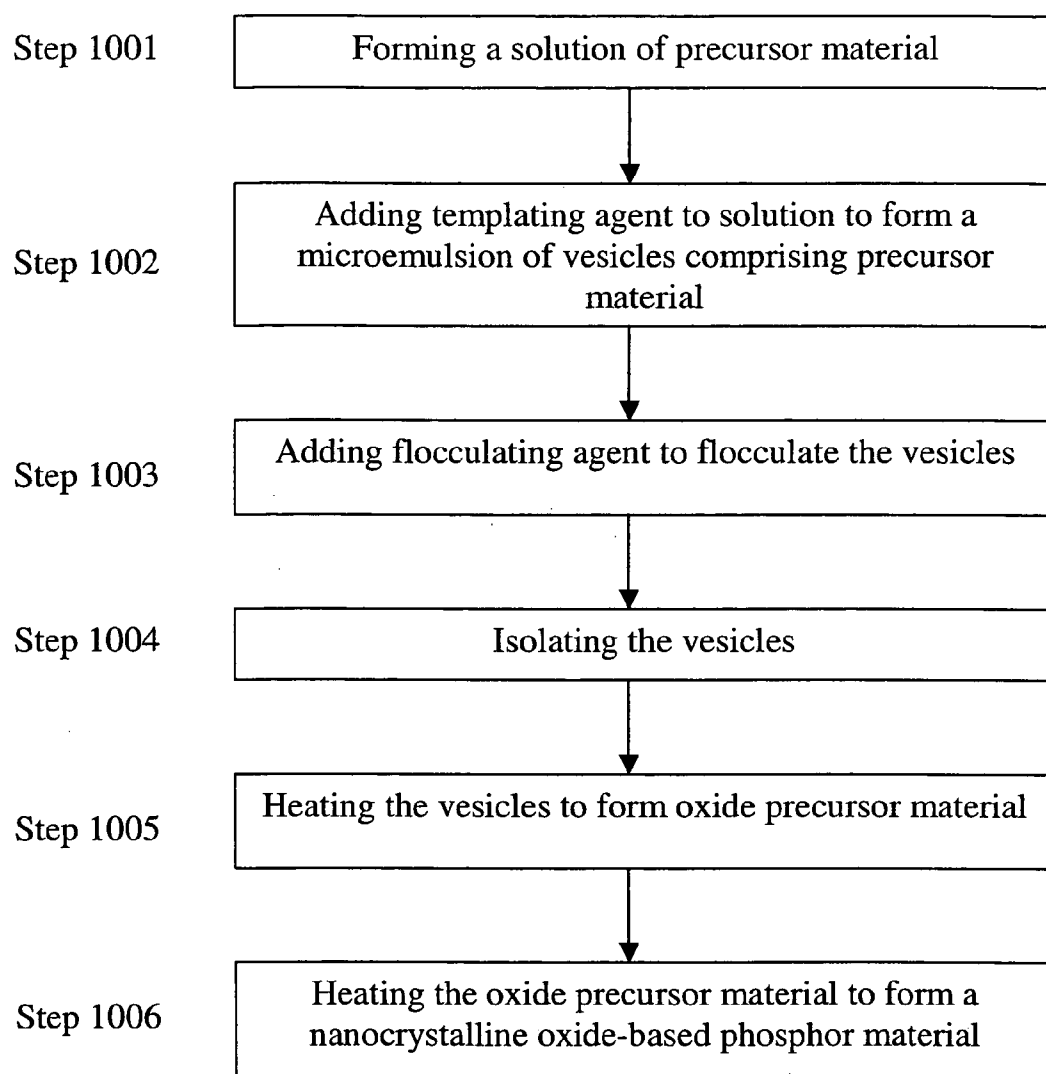 Step 1001
Forming a solution of precursor material
Step 1002
Adding templating agent to solution to form a
microemulsion of vesicles comprising precursor
material
Step 1003
Adding flocculating agent to flocculate the vesicles
Step 1004
Isolating the vesicles
Step 1005
Heating the vesicles to form oxide precursor material
Step 1006
Heating the oxide precursor material to form a
nanocrystalline oxide-based phosphor material